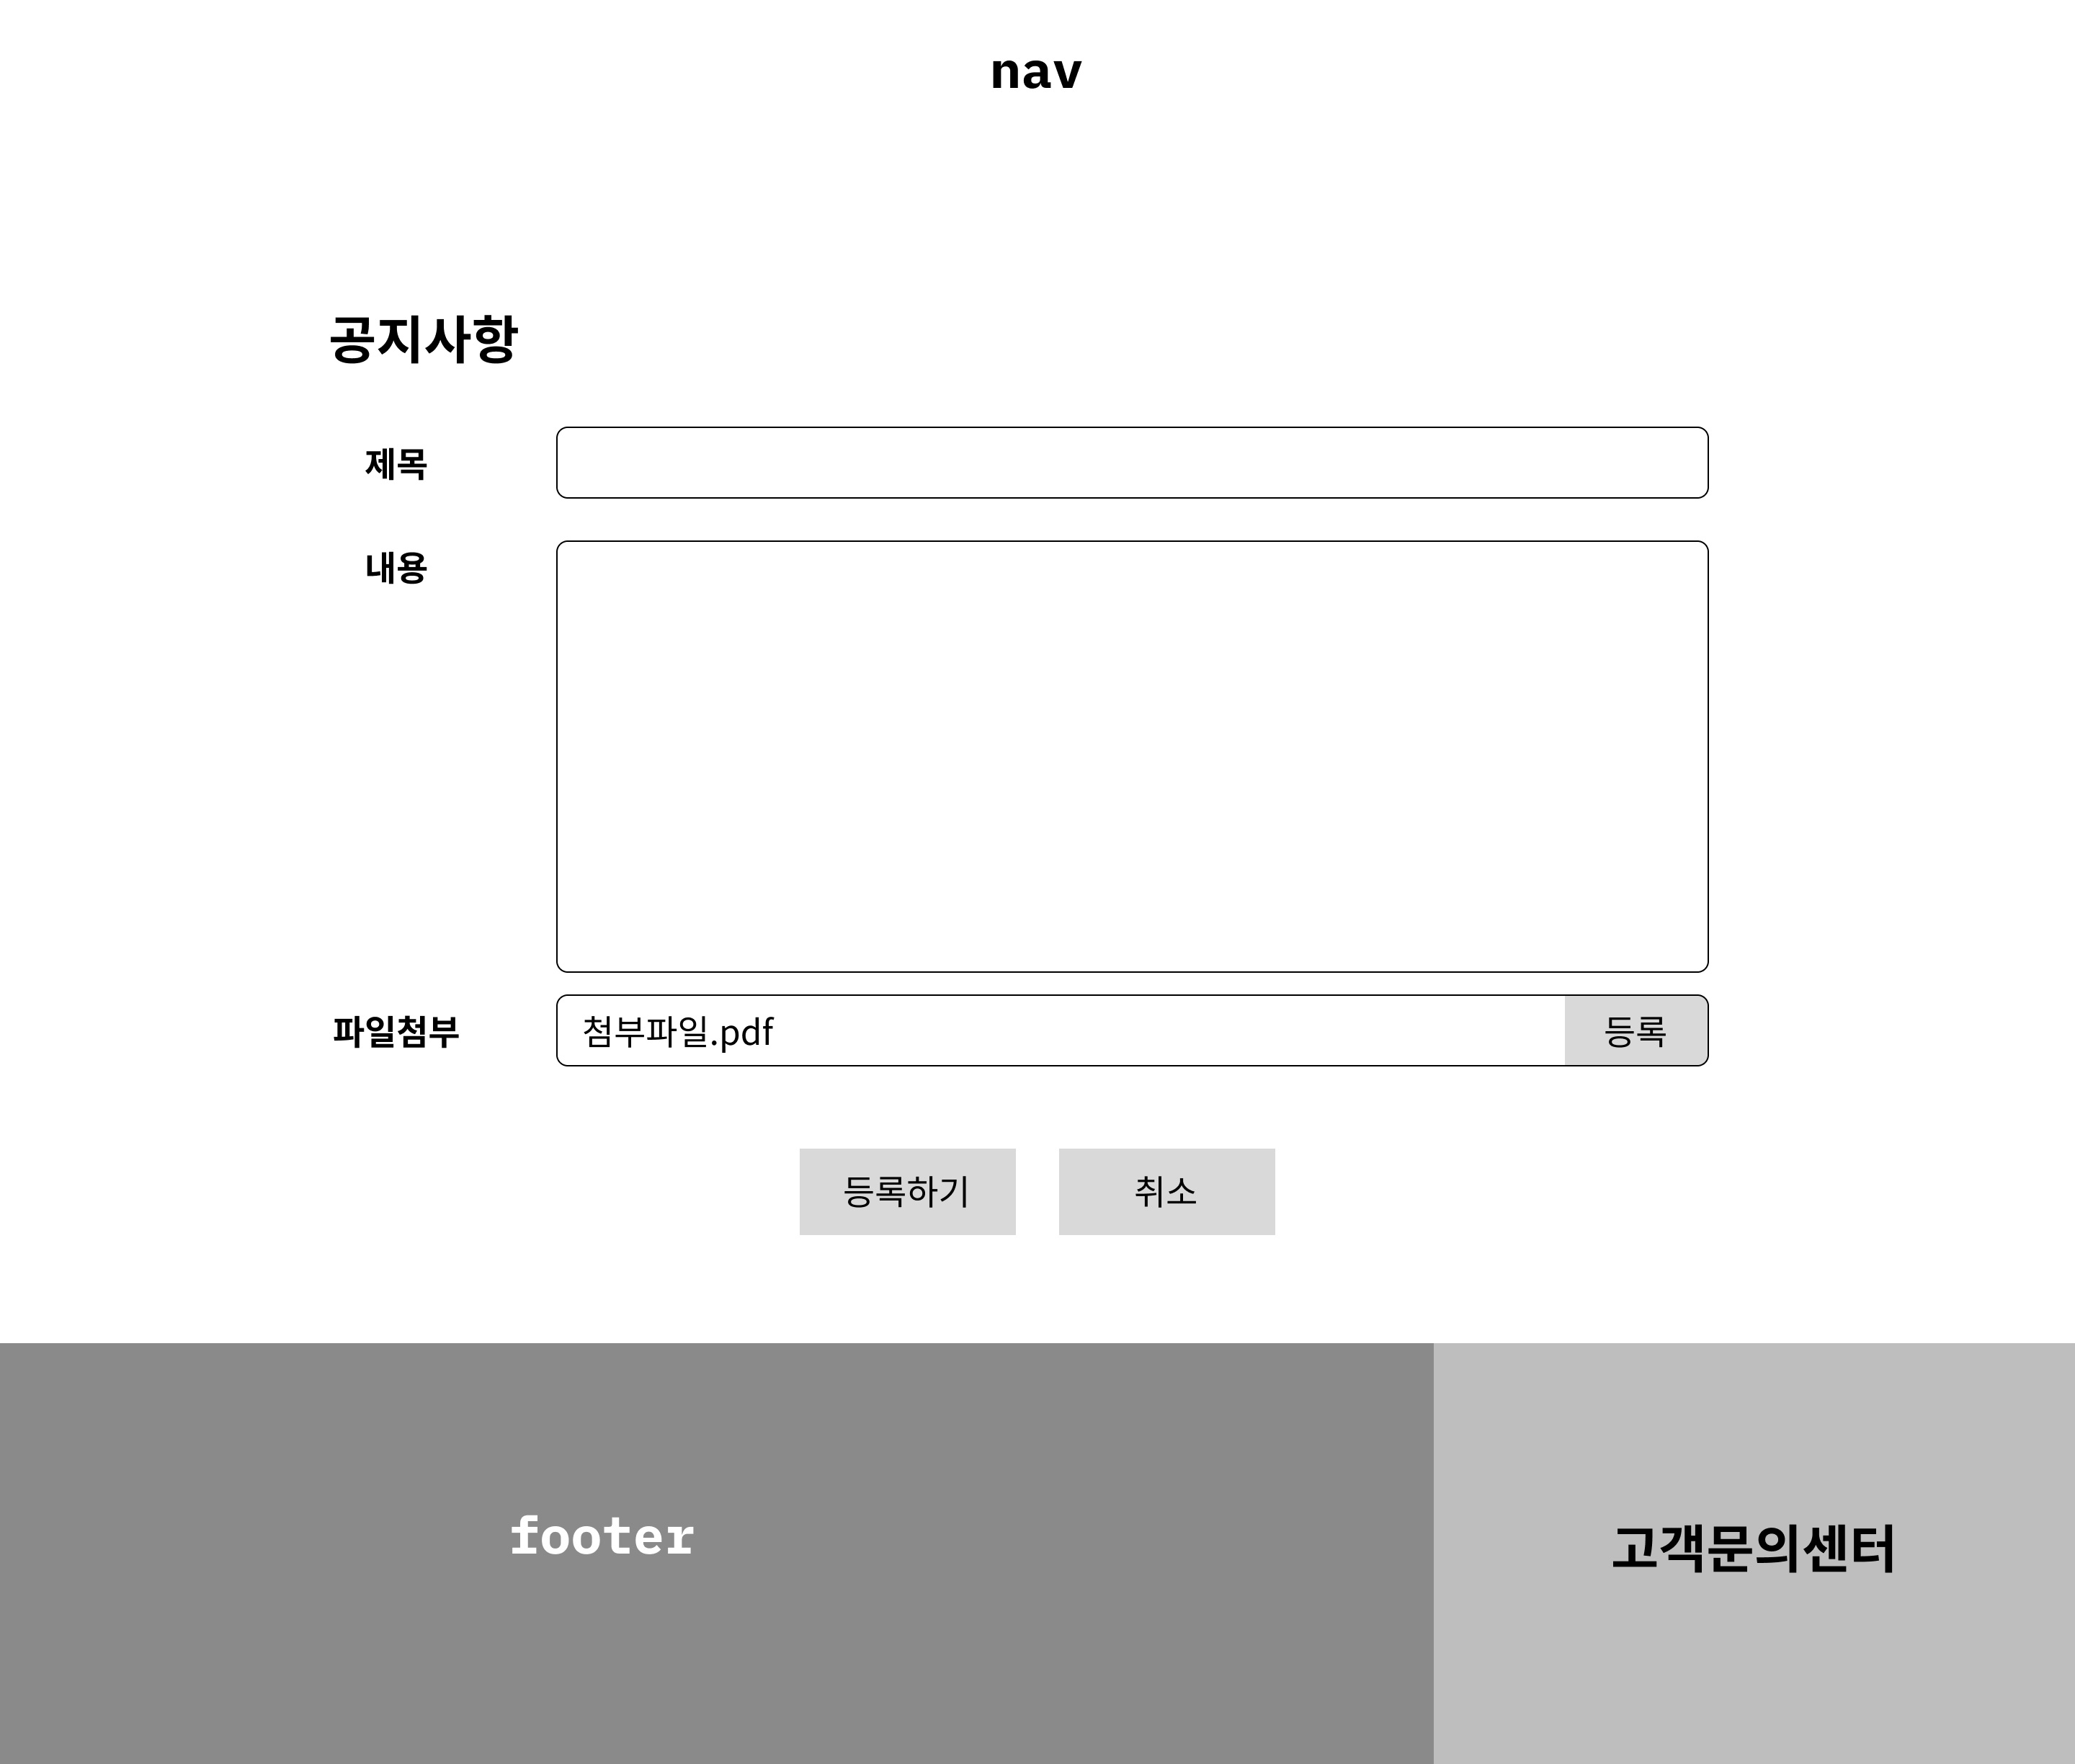 nav
공지사항
제목
내용
파일첨부
첨부파일.pdf
등록
등록하기
취소
footer
고객문의센터